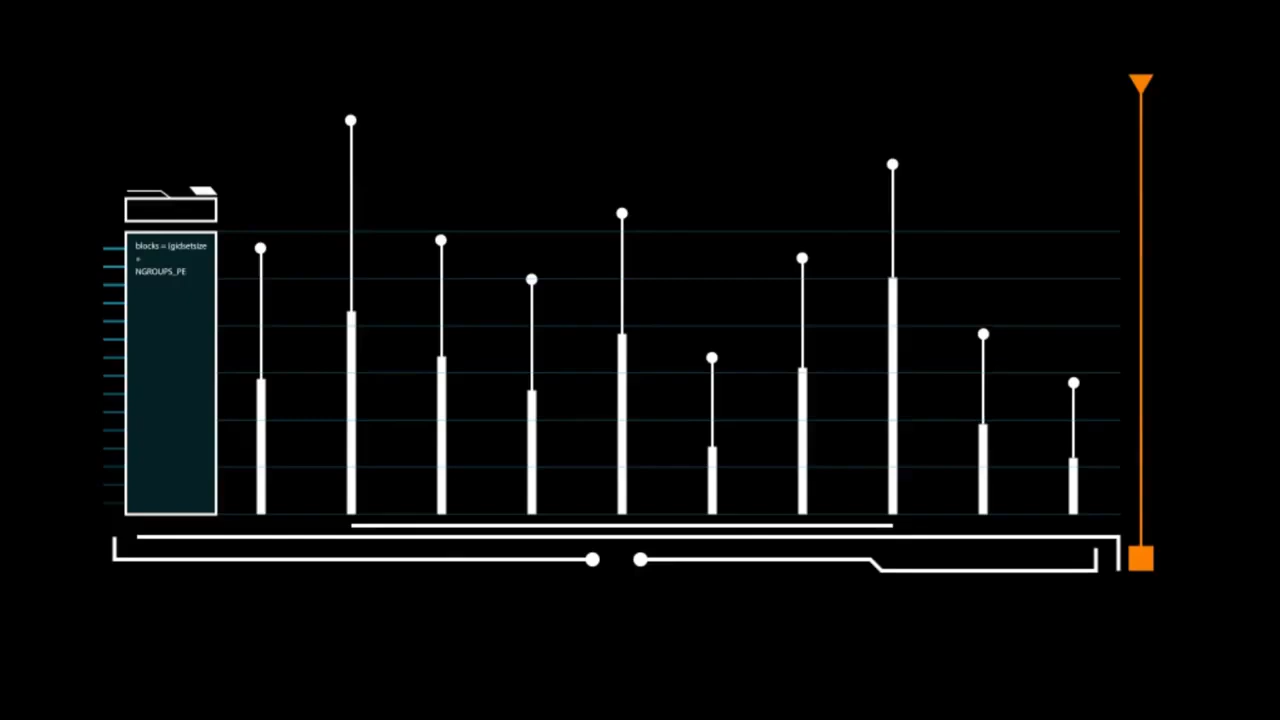 blocks = (gidsetsize
+
NGROUPS_PE